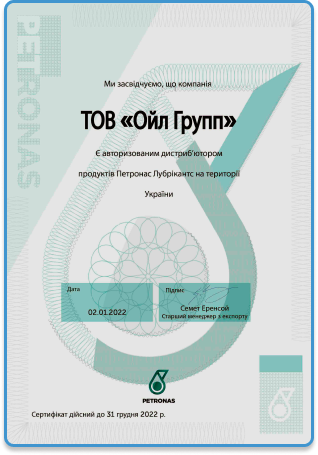 PETRONAS
Ми засвідчуємо, що компанія
ТОВ «Ойл Групп»
Є авторизованим дистриб'ютором
продуктів Петронас Лубрікантс на території
України
Дата
02.01.2022
Підпис
Семет Еренсой
Старший менеджер з експорту
PETRONAS
Сертифікат дійсний до 31 грудня 2022 р.